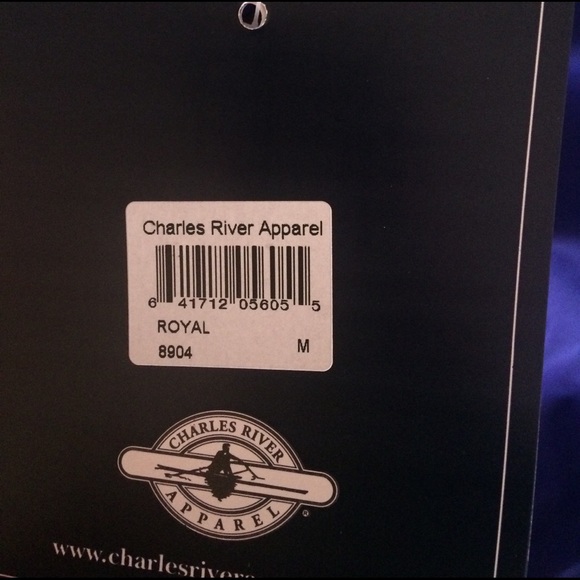 Charles River Apparel
6 41712 05605 5
ROYAL
8904 M
CHARLES RIVER
APPAREL
®